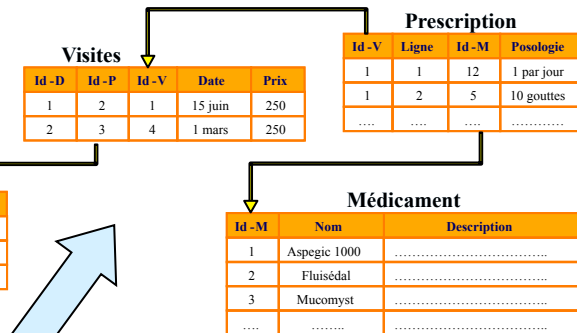 Prescription
Id -V Ligne Id -M Posologie
1 1 12 1 par jour
1 2 5 10 gouttes
…. …. …. …………
Visites
Id -D Id -P Id -V Date Prix
1 2 1 15 juin 250
2 3 4 1 mars 250
Médicament
Id -M Nom Description
1 Aspegic 1000 ……………………………..
2 Fluisédal ……………………………..
3 Mucomyst ……………………………..
…. …….. ……………………………..